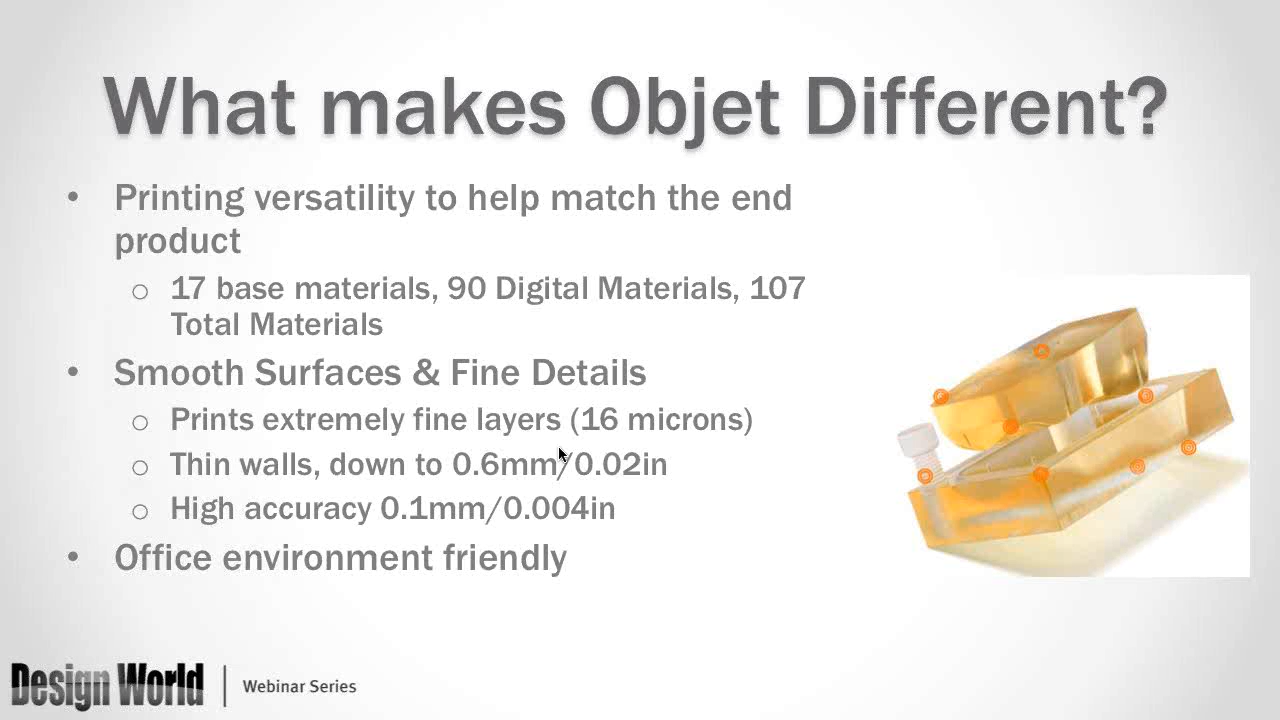 What makes Objet Different?
• Printing versatility to help match the end
product
o 17 base materials, 90 Digital Materials, 107
Total Materials
• Smooth Surfaces & Fine Details
o Prints extremely fine layers (16 microns)
o Thin walls, down to 0.6mm/0.02in
o High accuracy 0.1mm/0.004in
• Office environment friendly
Design World | Webinar Series